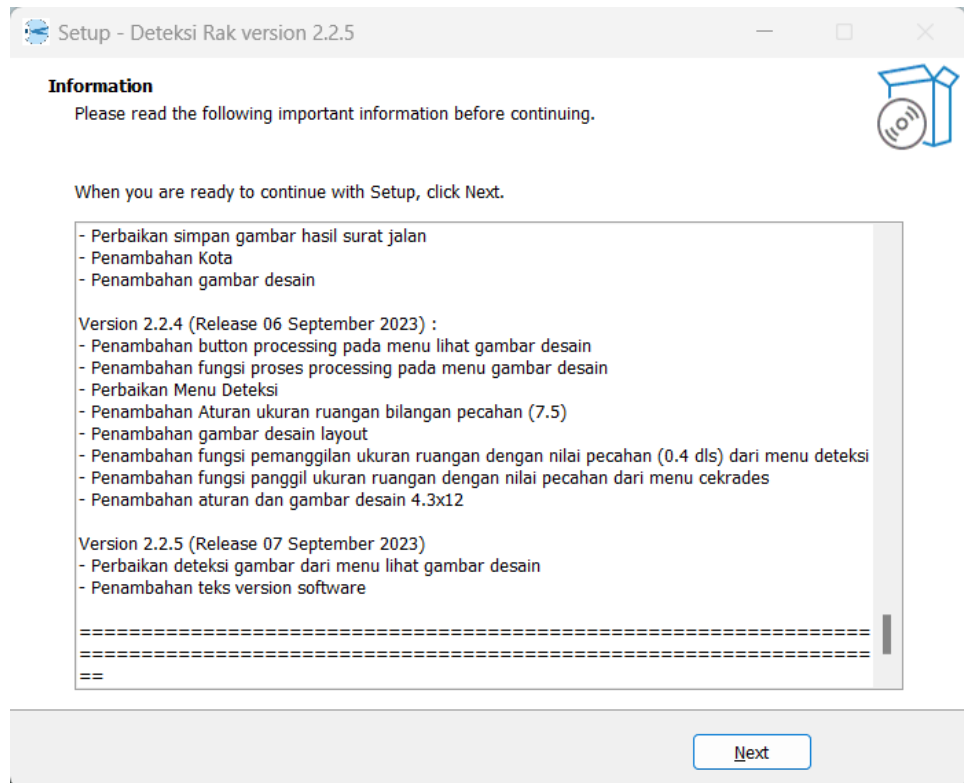 Setup - Deteksi Rak version 2.2.5
Information
Please read the following important information before continuing.
When you are ready to continue with Setup, click Next.
- Perbaikan simpan gambar hasil surat jalan
- Penambahan Kota
- Penambahan gambar desain
Version 2.2.4 (Release 06 September 2023) :
- Penambahan button processing pada menu lihat gambar desain
- Penambahan fungsi proses processing pada menu gambar desain
- Perbaikan Menu Deteksi
- Penambahan Aturan ukuran ruangan bilangan pecahan (7.5)
- Penambahan gambar desain layout
- Penambahan fungsi pemanggilan ukuran ruangan dengan nilai pecahan (0.4 dls) dari menu deteksi
- Penambahan fungsi panggil ukuran ruangan dengan nilai pecahan dari menu cekrades
- Penambahan aturan dan gambar desain 4.3x12
Version 2.2.5 (Release 07 September 2023)
- Perbaikan deteksi gambar dari menu lihat gambar desain
- Penambahan teks version software
=================================================================
=================================================================
==
Next